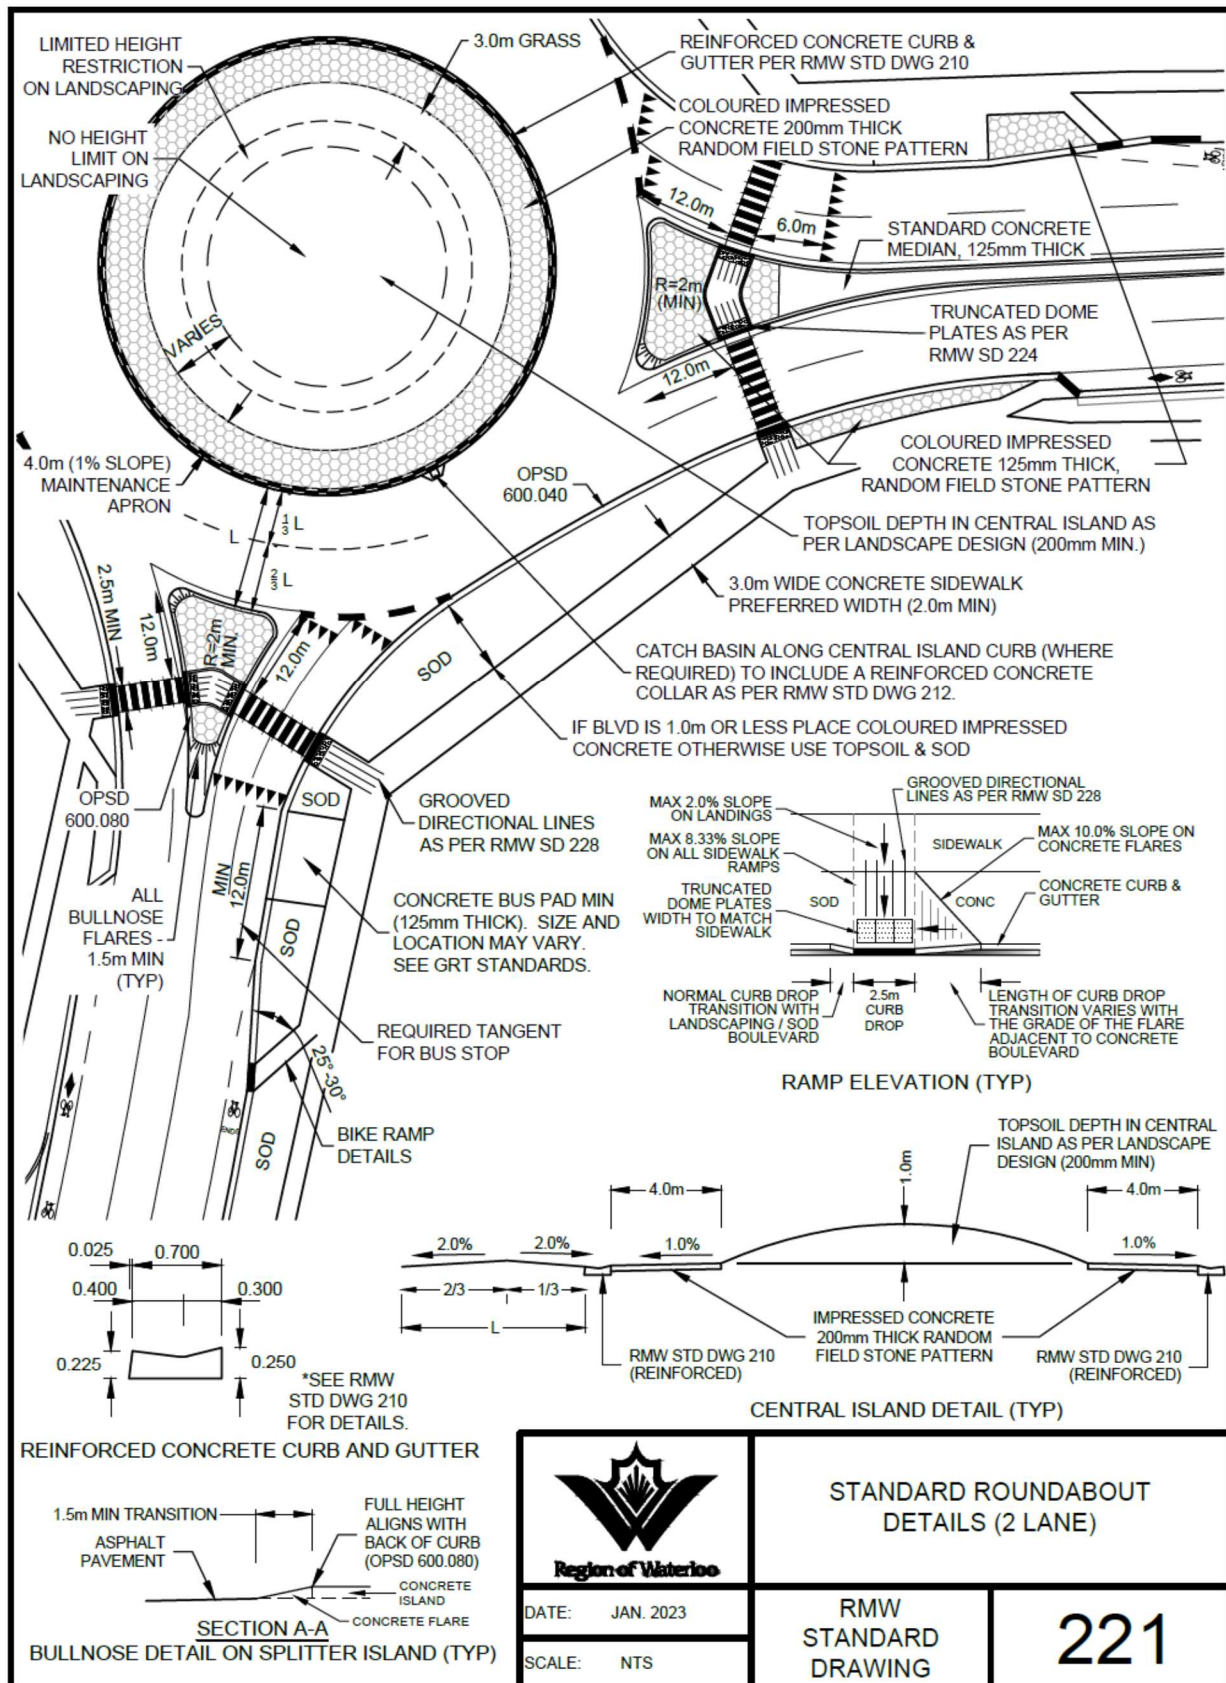 LIMITED HEIGHT
RESTRICTION
ON LANDSCAPING
NO HEIGHT
LIMIT ON
LANDSCAPING
3.0m GRASS
REINFORCED CONCRETE CURB &
GUTTER PER RMW STD DWG 210
COLOURED IMPRESSED
CONCRETE 200mm THICK
RANDOM FIELD STONE PATTERN
12.0m
6.0m
STANDARD CONCRETE
MEDIAN, 125mm THICK
R=2m
(MIN)
TRUNCATED DOME
PLATES AS PER
RMW SD 224
12.0m
VARIES
4.0m (1% SLOPE)
MAINTENANCE
APRON
OPSD
600.040
COLOURED IMPRESSED
CONCRETE 125mm THICK,
RANDOM FIELD STONE PATTERN
TOPSOIL DEPTH IN CENTRAL ISLAND AS
PER LANDSCAPE DESIGN (200mm MIN.)
L
1/3 L
2/3 L
3.0m WIDE CONCRETE SIDEWALK
PREFERRED WIDTH (2.0m MIN)
2.5m MIN
12.0m
R=2m
MIN.
12.0m
SOD
CATCH BASIN ALONG CENTRAL ISLAND CURB (WHERE
REQUIRED) TO INCLUDE A REINFORCED CONCRETE
COLLAR AS PER RMW STD DWG 212.
IF BLVD IS 1.0m OR LESS PLACE COLOURED IMPRESSED
CONCRETE OTHERWISE USE TOPSOIL & SOD
OPSD
600.080
SOD
GROOVED
DIRECTIONAL LINES
AS PER RMW SD 228
MIN
12.0m
ALL
BULLNOSE
FLARES -
1.5m MIN
(TYP)
SOD
CONCRETE BUS PAD MIN
(125mm THICK). SIZE AND
LOCATION MAY VARY.
SEE GRT STANDARDS.
REQUIRED TANGENT
FOR BUS STOP
25°-30°
BIKE RAMP
DETAILS
SOD
ENDS
MAX 2.0% SLOPE
ON LANDINGS
GROOVED DIRECTIONAL
LINES AS PER RMW SD 228
MAX 8.33% SLOPE
ON ALL SIDEWALK
RAMPS
SIDEWALK
MAX 10.0% SLOPE ON
CONCRETE FLARES
TRUNCATED
DOME PLATES
WIDTH TO MATCH
SIDEWALK
SOD
CONC
CONCRETE CURB &
GUTTER
NORMAL CURB DROP
TRANSITION WITH
LANDSCAPING / SOD
BOULEVARD
2.5m
CURB
DROP
LENGTH OF CURB DROP
TRANSITION VARIES WITH
THE GRADE OF THE FLARE
ADJACENT TO CONCRETE
BOULEVARD
RAMP ELEVATION (TYP)
TOPSOIL DEPTH IN CENTRAL
ISLAND AS PER LANDSCAPE
DESIGN (200mm MIN)
1.0m
4.0m
4.0m
2.0%
2.0%
1.0%
1.0%
2/3
1/3
L
IMPRESSED CONCRETE
200mm THICK RANDOM
FIELD STONE PATTERN
RMW STD DWG 210
(REINFORCED)
RMW STD DWG 210
(REINFORCED)
CENTRAL ISLAND DETAIL (TYP)
0.025
0.700
0.400
0.300
0.225
0.250
*SEE RMW
STD DWG 210
FOR DETAILS.
REINFORCED CONCRETE CURB AND GUTTER
1.5m MIN TRANSITION
FULL HEIGHT
ALIGNS WITH
BACK OF CURB
(OPSD 600.080)
ASPHALT
PAVEMENT
CONCRETE
ISLAND
CONCRETE FLARE
SECTION A-A
BULLNOSE DETAIL ON SPLITTER ISLAND (TYP)
Region of Waterloo
STANDARD ROUNDABOUT
DETAILS (2 LANE)
DATE: JAN. 2023
SCALE: NTS
RMW
STANDARD
DRAWING
221